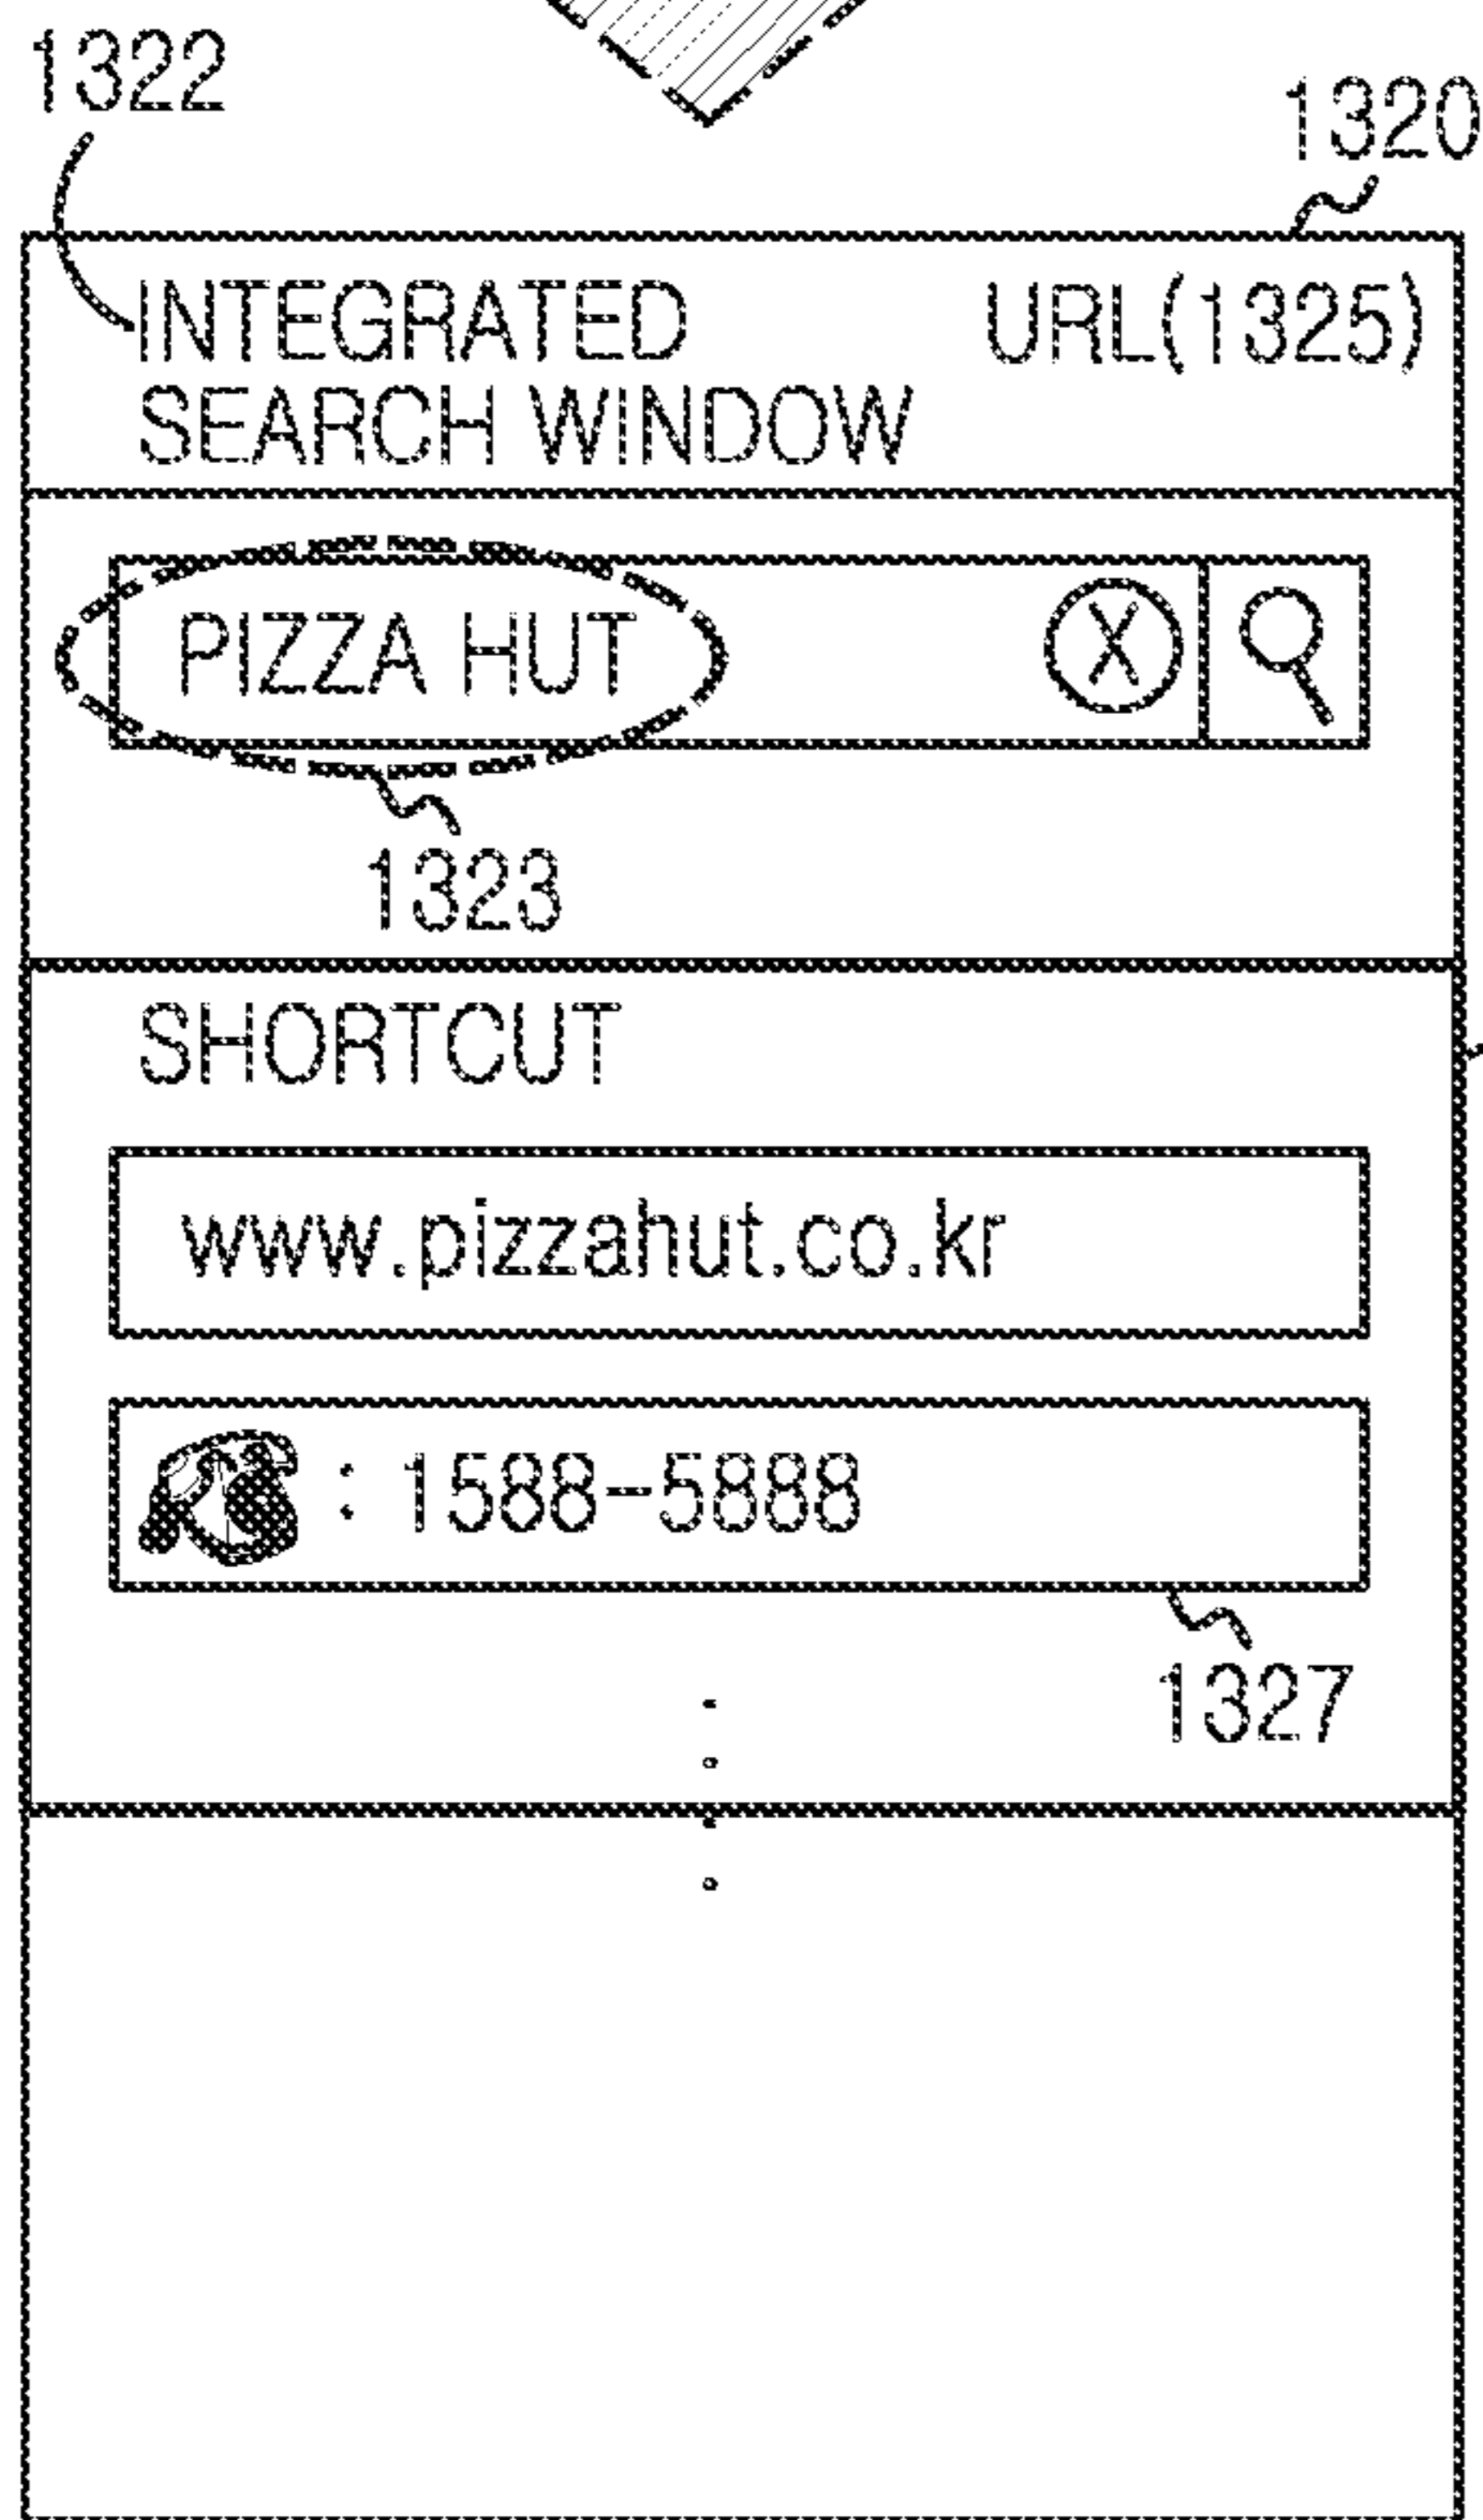 1322
1320
INTEGRATED URL(1325)
SEARCH WINDOW
PIZZA HUT X
1323
SHORTCUT
www.pizzahut.co.kr
: 1588-5888
1327